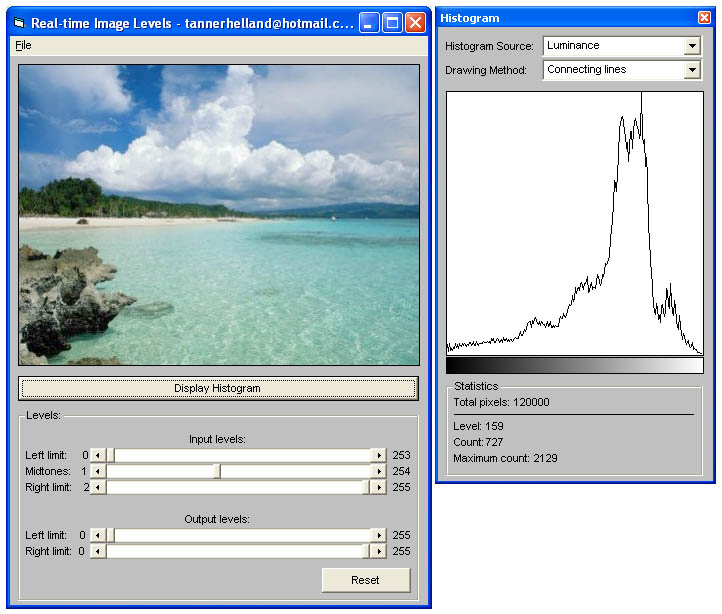 Real-time Image Levels - tannerhelland@hotmail.c...
File
Display Histogram
Levels:
Input levels:
Left limit: 0 253
Midtones: 1 254
Right limit: 2 255
Output levels:
Left limit: 0 255
Right limit: 0 255
Reset
Histogram
Histogram Source: Luminance
Drawing Method: Connecting lines
Statistics
Total pixels: 120000
Level: 159
Count: 727
Maximum count: 2129